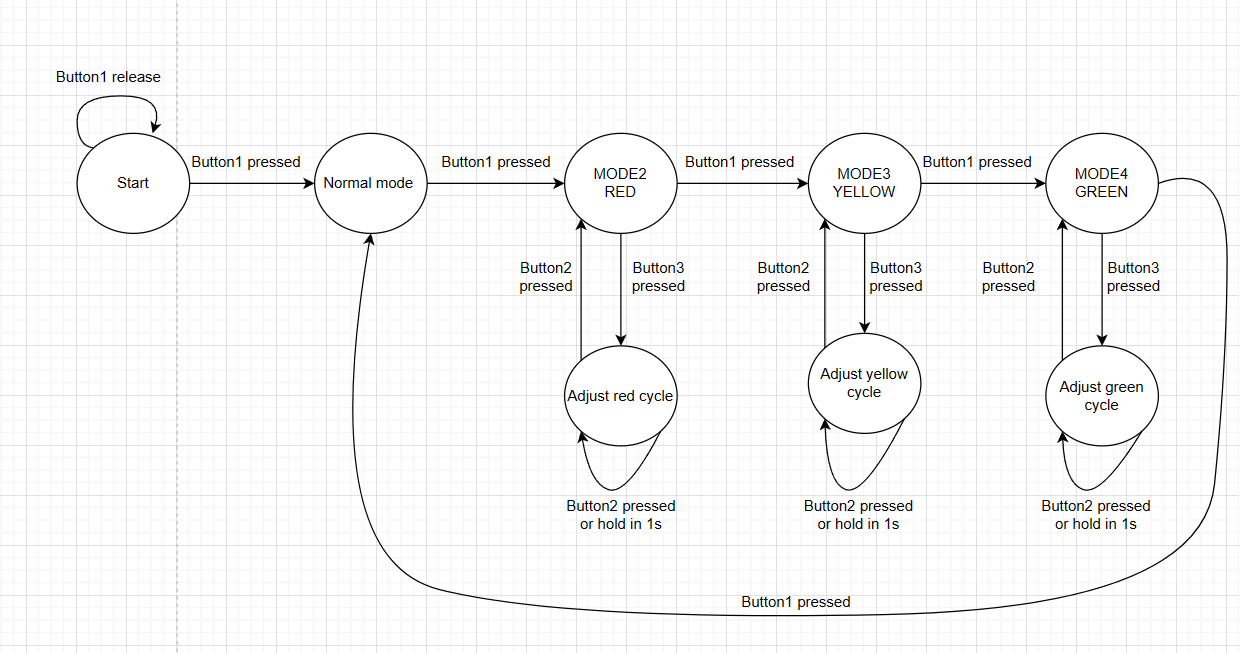 Button1 release
Start
Button1 pressed
Normal mode
Button1 pressed
MODE2
RED
Button1 pressed
MODE3
YELLOW
Button1 pressed
MODE4
GREEN
Button2
pressed
Button3
pressed
Button2
pressed
Button3
pressed
Button2
pressed
Button3
pressed
Adjust red cycle
Adjust yellow
cycle
Adjust green
cycle
Button2 pressed
or hold in 1s
Button2 pressed
or hold in 1s
Button2 pressed
or hold in 1s
Button1 pressed